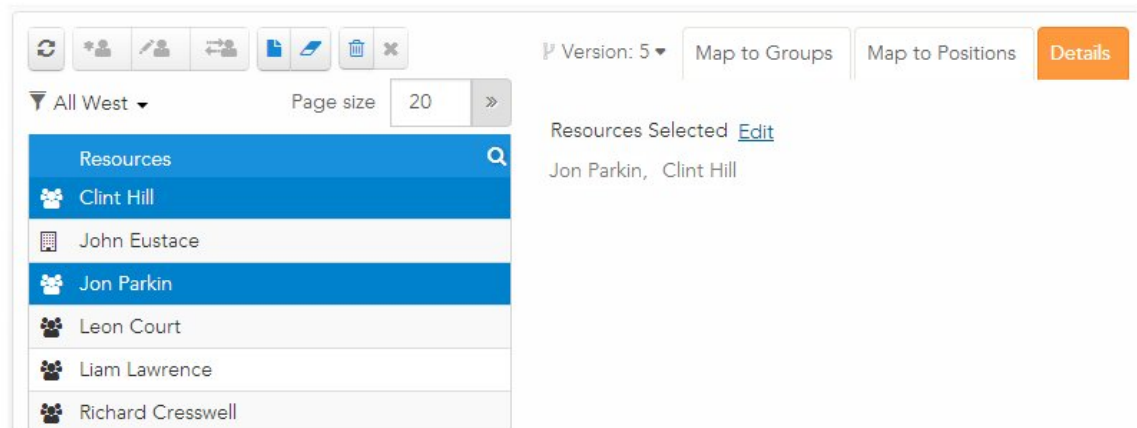 Version: 5 Map to Groups Map to Positions Details
All West Page size 20 »
Resources Selected Edit
Jon Parkin, Clint Hill
Resources
Clint Hill
John Eustace
Jon Parkin
Leon Court
Liam Lawrence
Richard Cresswell